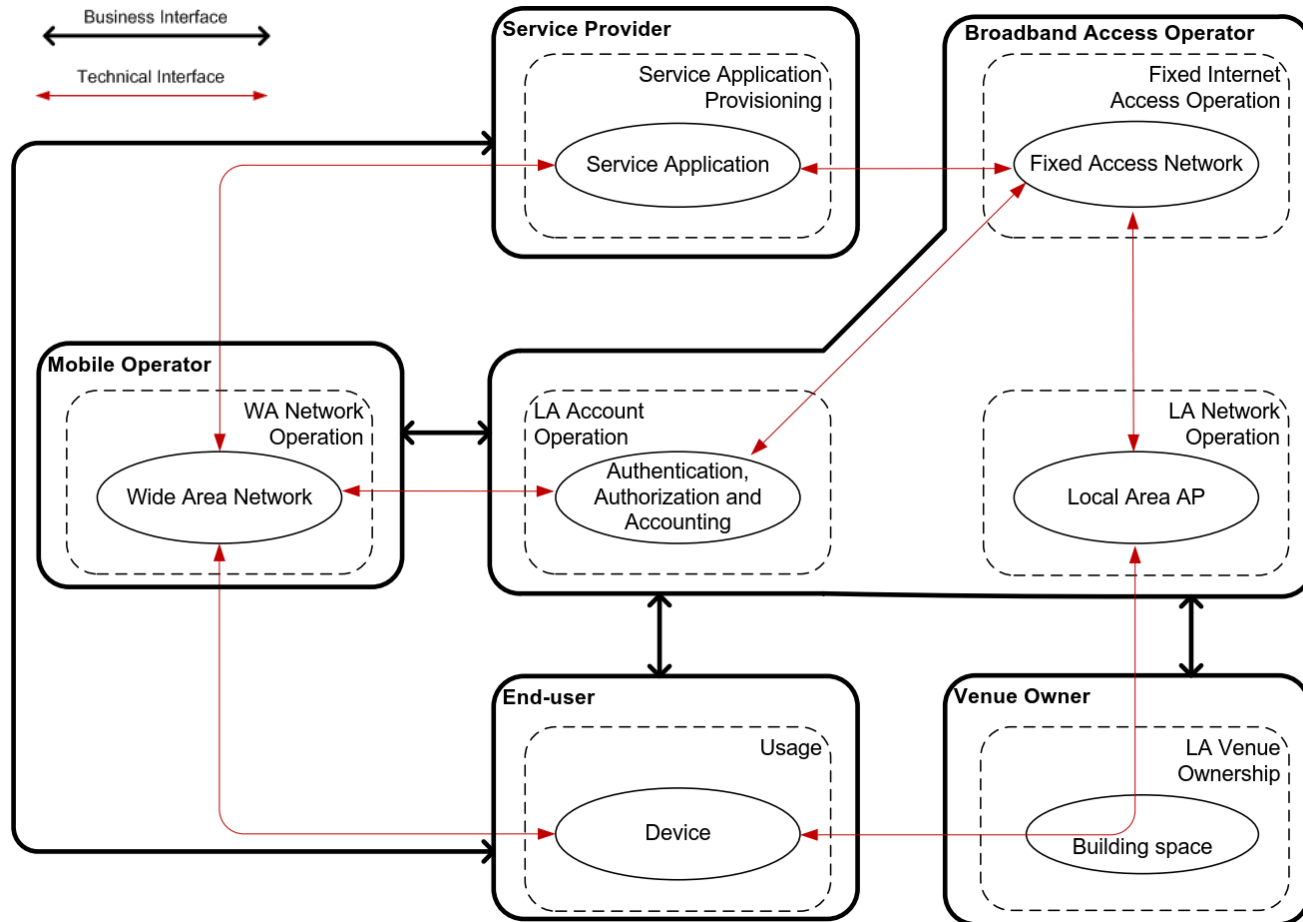 Business Interface
Technical Interface
Service Provider
Service Application
Provisioning
Service Application
Broadband Access Operator
Fixed Internet
Access Operation
Fixed Access Network
Mobile Operator
WA Network
Operation
Wide Area Network
LA Account
Operation
Authentication,
Authorization and
Accounting
LA Network
Operation
Local Area AP
End-user
Usage
Device
Venue Owner
LA Venue
Ownership
Building space